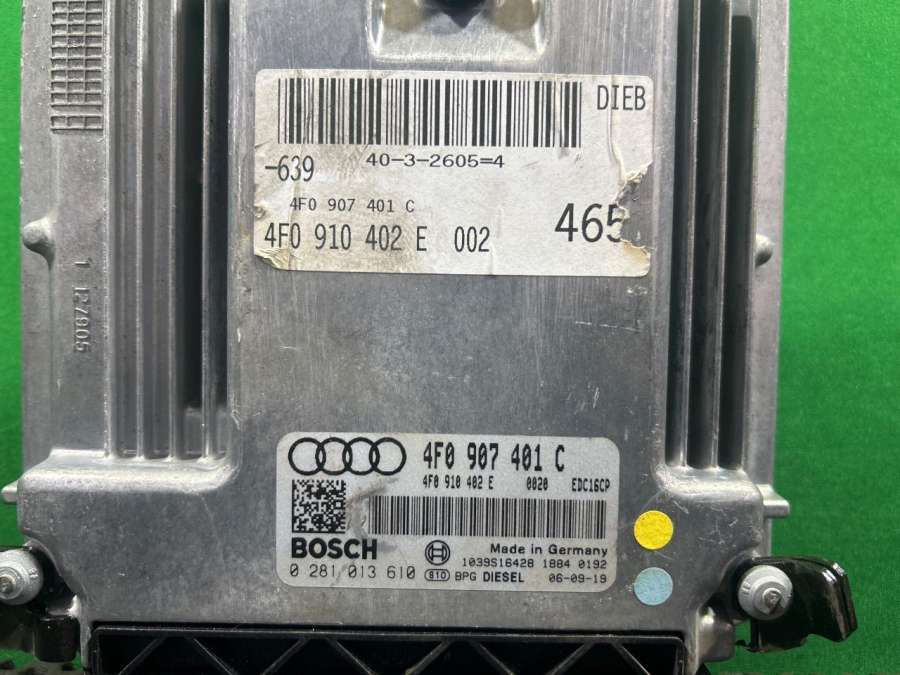 DIEB
40-3-2605=4
-639
4F0 907 401 C
4F0 910 402 E 002
465
4F0 907 401 C
4F0 910 402 E 0020 EDC16CP
BOSCH
Made in Germany
1039S16428 1884 0192
0 281 013 610 810 BPG DIESEL 06-09-19